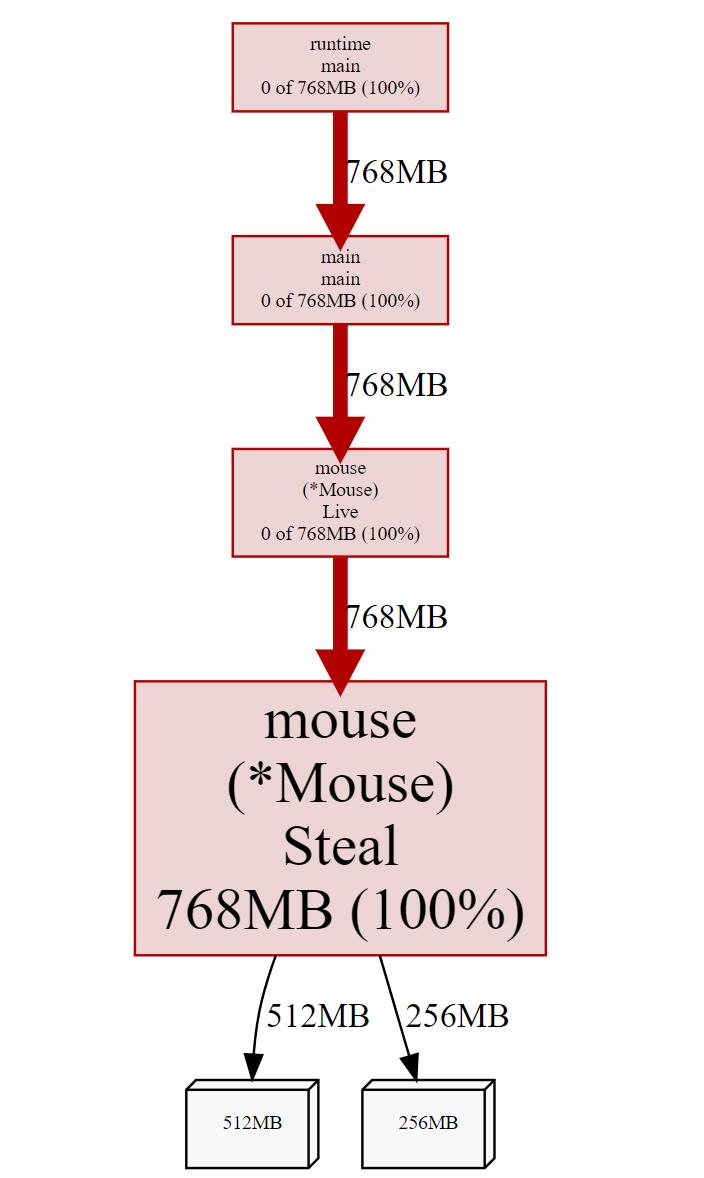 runtime
main
0 of 768MB (100%)
768MB
main
main
0 of 768MB (100%)
768MB
mouse
(*Mouse)
Live
0 of 768MB (100%)
768MB
mouse
(*Mouse)
Steal
768MB (100%)
512MB
256MB
512MB
256MB